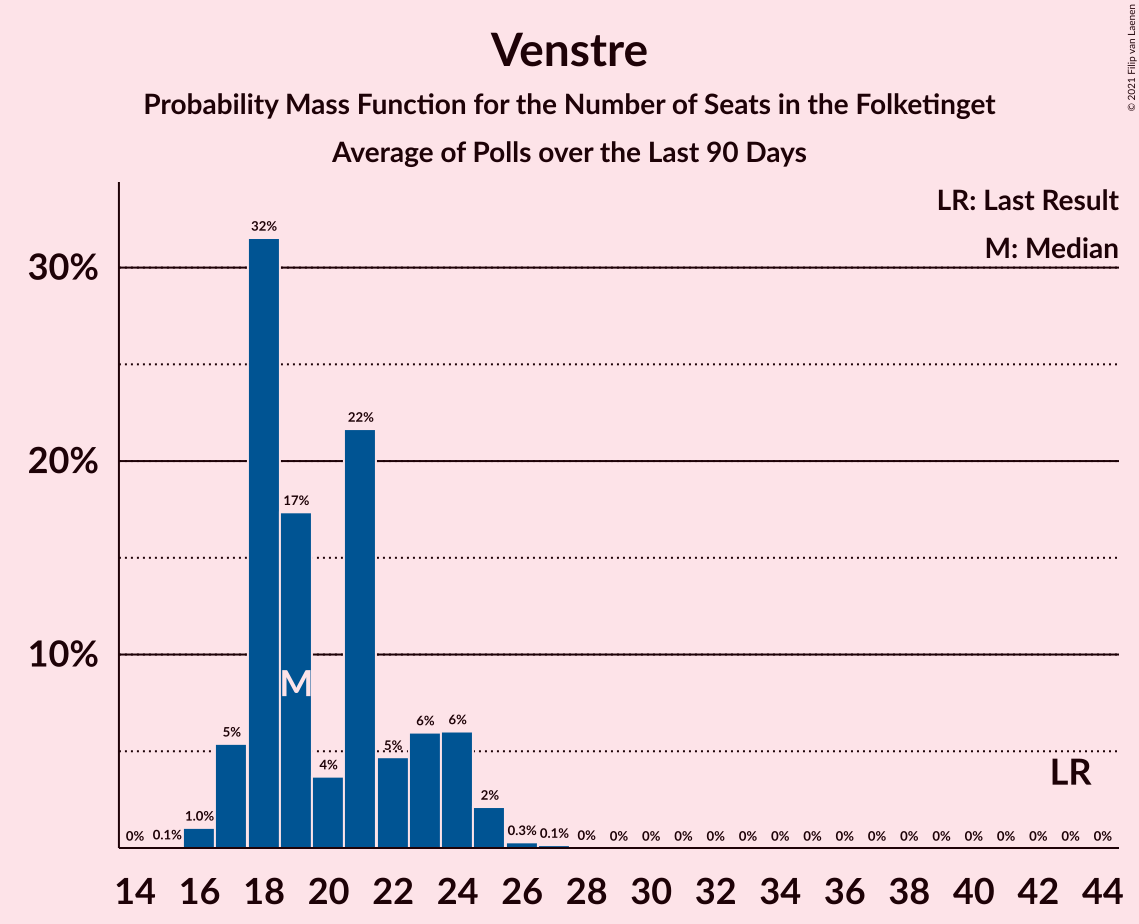 © 2021 Filip van Laenen
Venstre
Probability Mass Function for the Number of Seats in the Folketinget
Average of Polls over the Last 90 Days
LR: Last Result
M: Median
30%
20%
10%
0% 0.1% 1.0% 5% 32% 17% 4% 22% 5% 6% 6% 2% 0.3% 0.1% 0% 0% 0% 0% 0% 0% 0% 0% 0% 0% 0% 0% 0% 0% 0% 0% 0%
M
LR
14 16 18 20 22 24 26 28 30 32 34 36 38 40 42 44